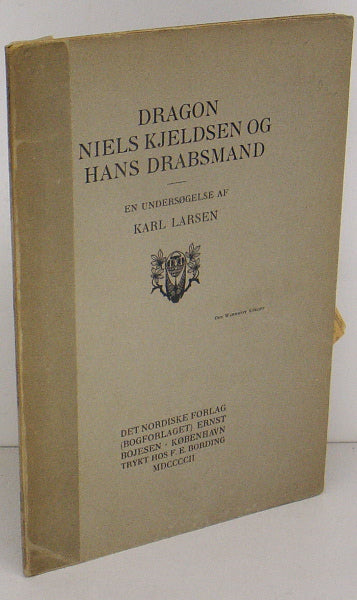 DRAGON
NIELS KJELDSEN OG
HANS DRABSMAND
EN UNDERSØGELSE AF
KARL LARSEN
DET NORDISKE FORLAG
(BOGFORLAGET) ERNST
BOJESEN · KØBENHAVN
TRYKT HOS F. E. BORDING
MDCCCCII